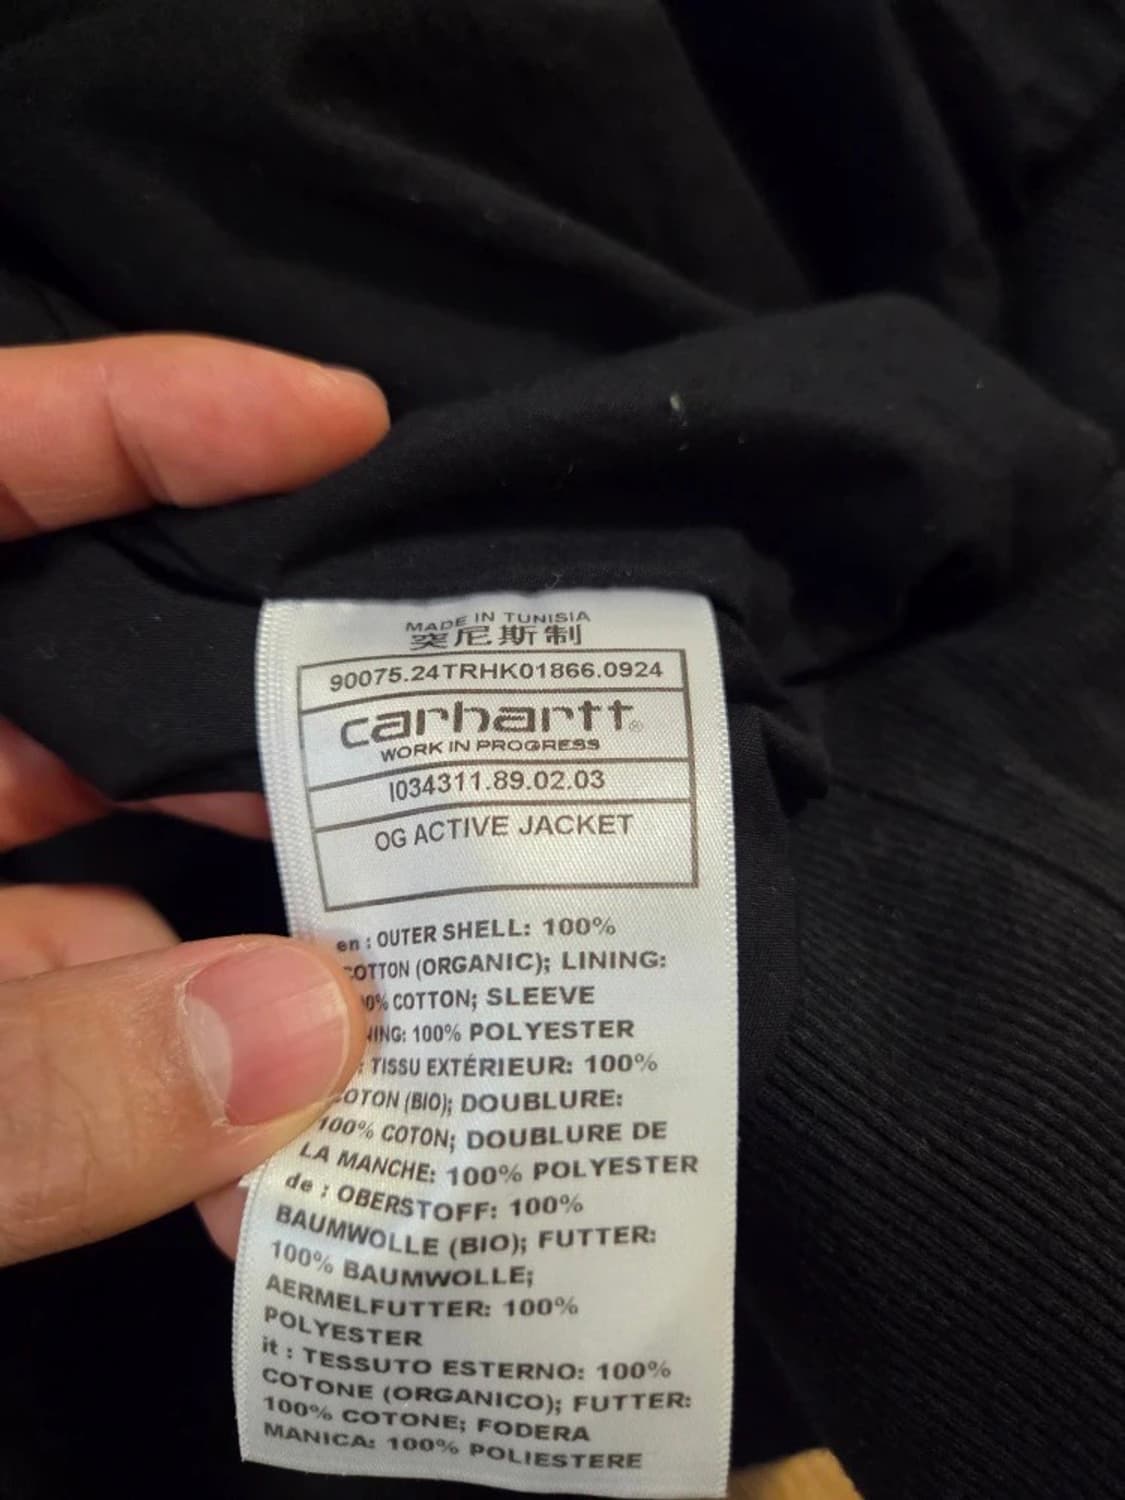 MADE IN TUNISIA
突尼斯制
90075.24TRHK01866.0924
carhartt®
WORK IN PROGRESS
I034311.89.02.03
OG ACTIVE JACKET
en : OUTER SHELL: 100%
COTTON (ORGANIC); LINING:
COTTON; SLEEVE
100% POLYESTER
: TISSU EXTÉRIEUR: 100%
COTON (BIO); DOUBLURE:
100% COTON; DOUBLURE DE
LA MANCHE: 100% POLYESTER
de : OBERSTOFF: 100%
BAUMWOLLE (BIO); FUTTER:
100% BAUMWOLLE;
AERMELFUTTER: 100%
POLYESTER
it : TESSUTO ESTERNO: 100%
COTONE (ORGANICO); FUTTER:
100% COTONE; FODERA
MANICA: 100% POLIESTERE